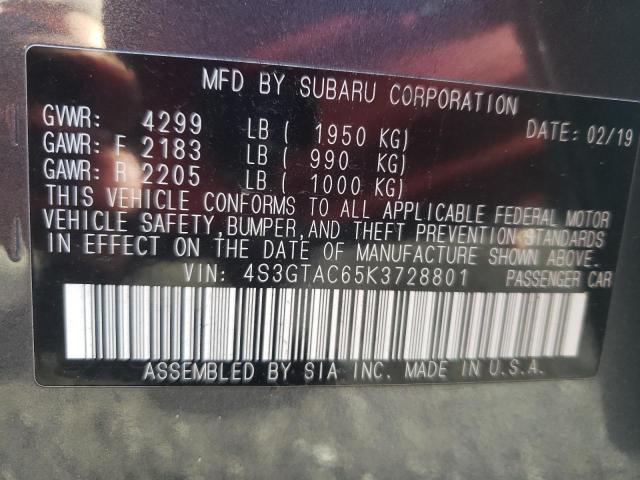 MFD BY SUBARU CORPORATION
GVWR: 4299 LB ( 1950 KG) DATE: 02/19
GAWR: F 2183 LB ( 990 KG)
GAWR: R 2205 LB ( 1000 KG)
THIS VEHICLE CONFORMS TO ALL APPLICABLE FEDERAL MOTOR
VEHICLE SAFETY,BUMPER,AND THEFT PREVENTION STANDARDS
IN EFFECT ON THE DATE OF MANUFACTURE SHOWN ABOVE.
VIN: 4S3GTAC65K3728801 PASSENGER CAR
ASSEMBLED BY SIA INC. MADE IN U.S.A.